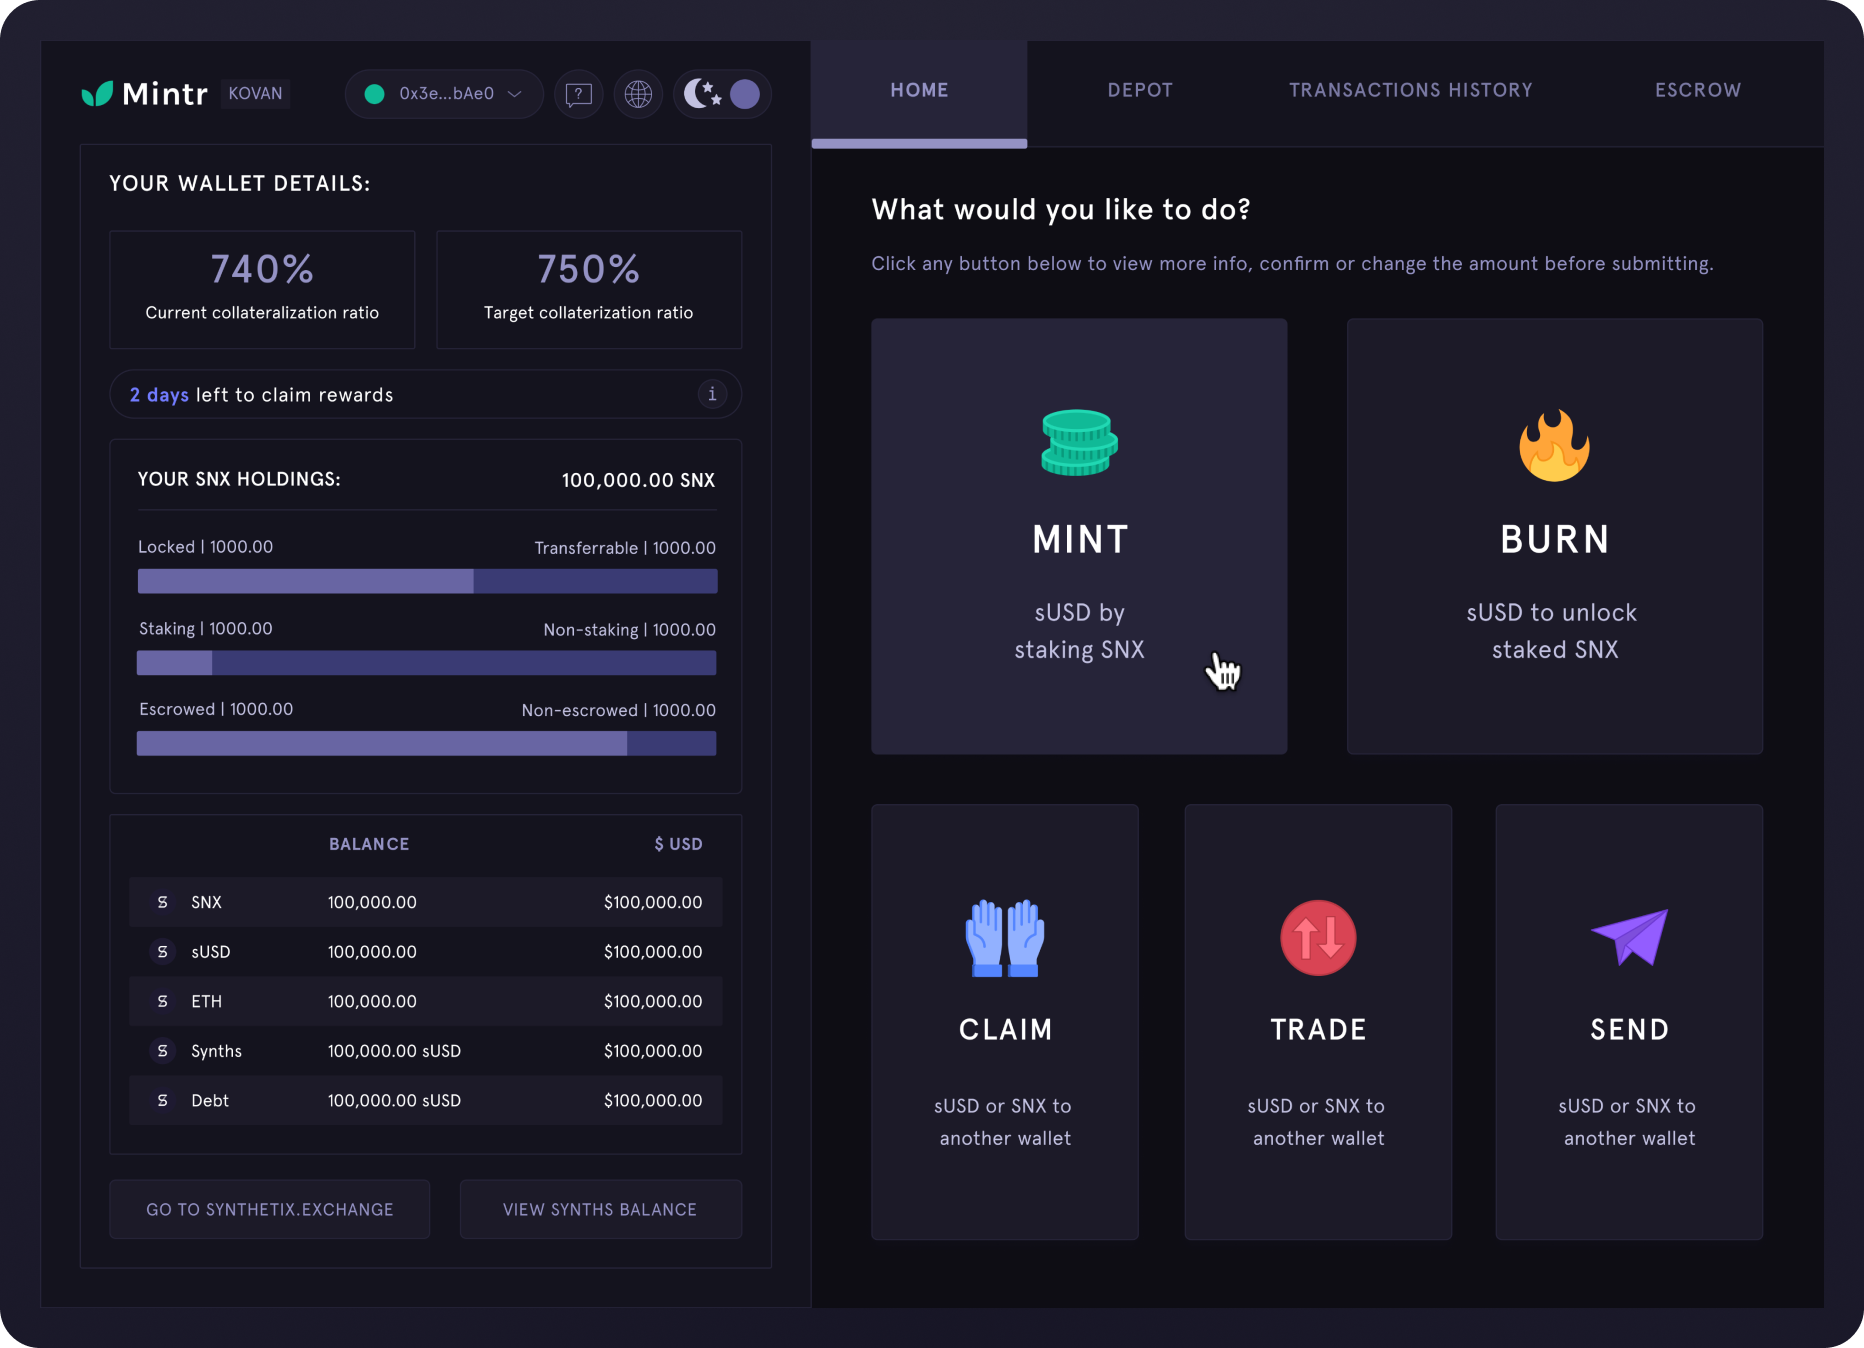 Mintr KOVAN
0x3e...bAe0
?
HOME
DEPOT
TRANSACTIONS HISTORY
ESCROW
YOUR WALLET DETAILS:
740%
Current collateralization ratio
750%
Target collaterization ratio
2 days left to claim rewards
i
YOUR SNX HOLDINGS:
100,000.00 SNX
Locked | 1000.00
Transferrable | 1000.00
Staking | 1000.00
Non-staking | 1000.00
Escrowed | 1000.00
Non-escrowed | 1000.00
BALANCE
$ USD
SNX 100,000.00 $100,000.00
sUSD 100,000.00 $100,000.00
ETH 100,000.00 $100,000.00
Synths 100,000.00 sUSD $100,000.00
Debt 100,000.00 sUSD $100,000.00
GO TO SYNTHETIX.EXCHANGE
VIEW SYNTHS BALANCE
What would you like to do?
Click any button below to view more info, confirm or change the amount before submitting.
MINT
sUSD by
staking SNX
BURN
sUSD to unlock
staked SNX
CLAIM
sUSD or SNX to
another wallet
TRADE
sUSD or SNX to
another wallet
SEND
sUSD or SNX to
another wallet